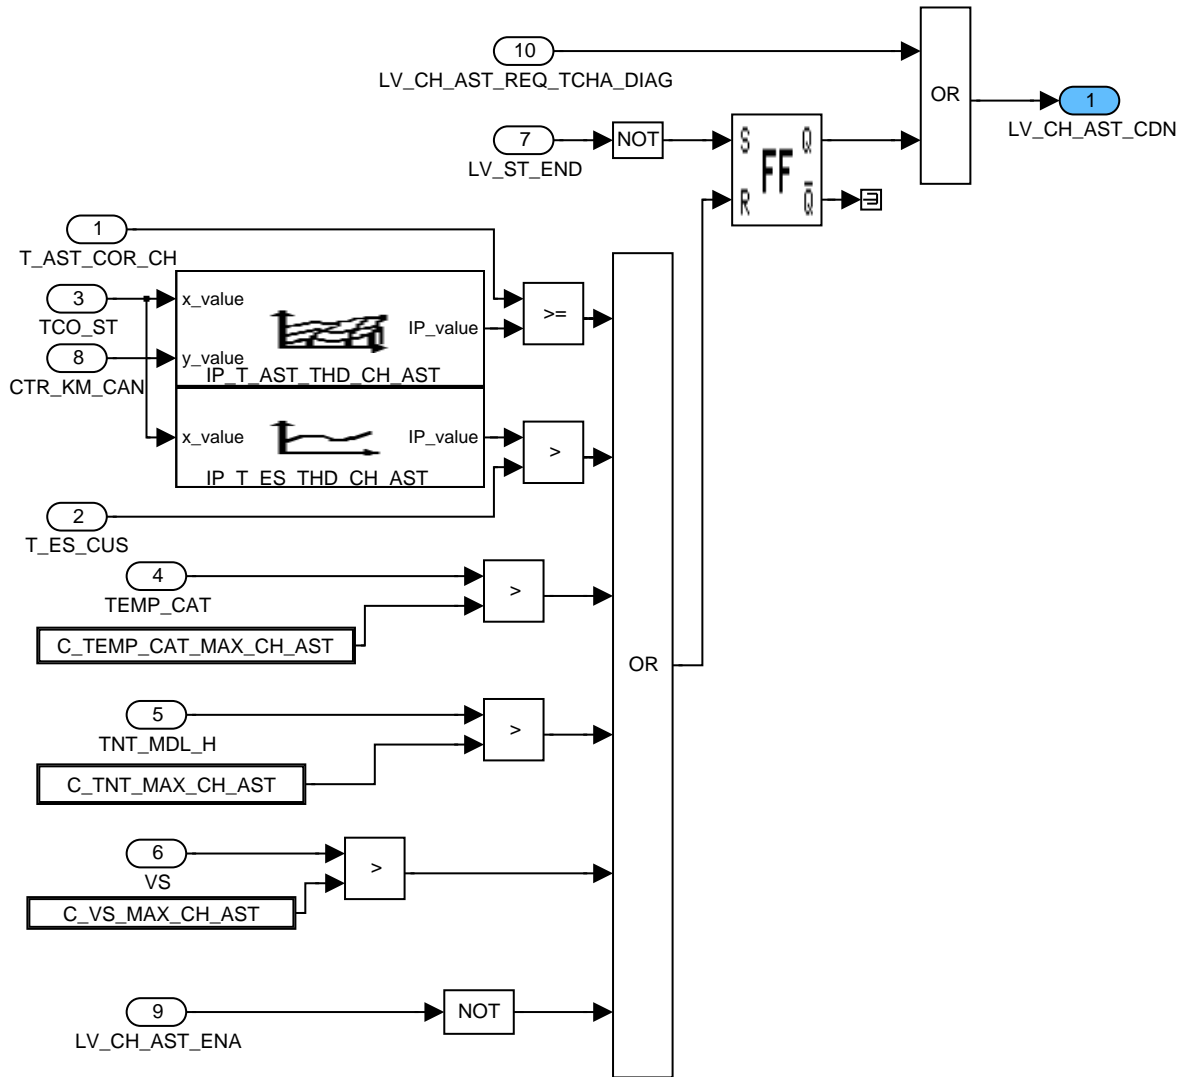 10
LV_CH_AST_REQ_TCHA_DIAG
OR
1
LV_CH_AST_CDN
7
LV_ST_END
NOT
S Q
FF
R Q̅
1
T_AST_COR_CH
3
TCO_ST
8
CTR_KM_CAN
x_value
IP_value
y_value
IP_T_AST_THD_CH_AST
>=
x_value
IP_value
IP_T_ES_THD_CH_AST
>
2
T_ES_CUS
4
TEMP_CAT
C_TEMP_CAT_MAX_CH_AST
>
OR
5
TNT_MDL_H
C_TNT_MAX_CH_AST
>
6
VS
C_VS_MAX_CH_AST
>
9
LV_CH_AST_ENA
NOT